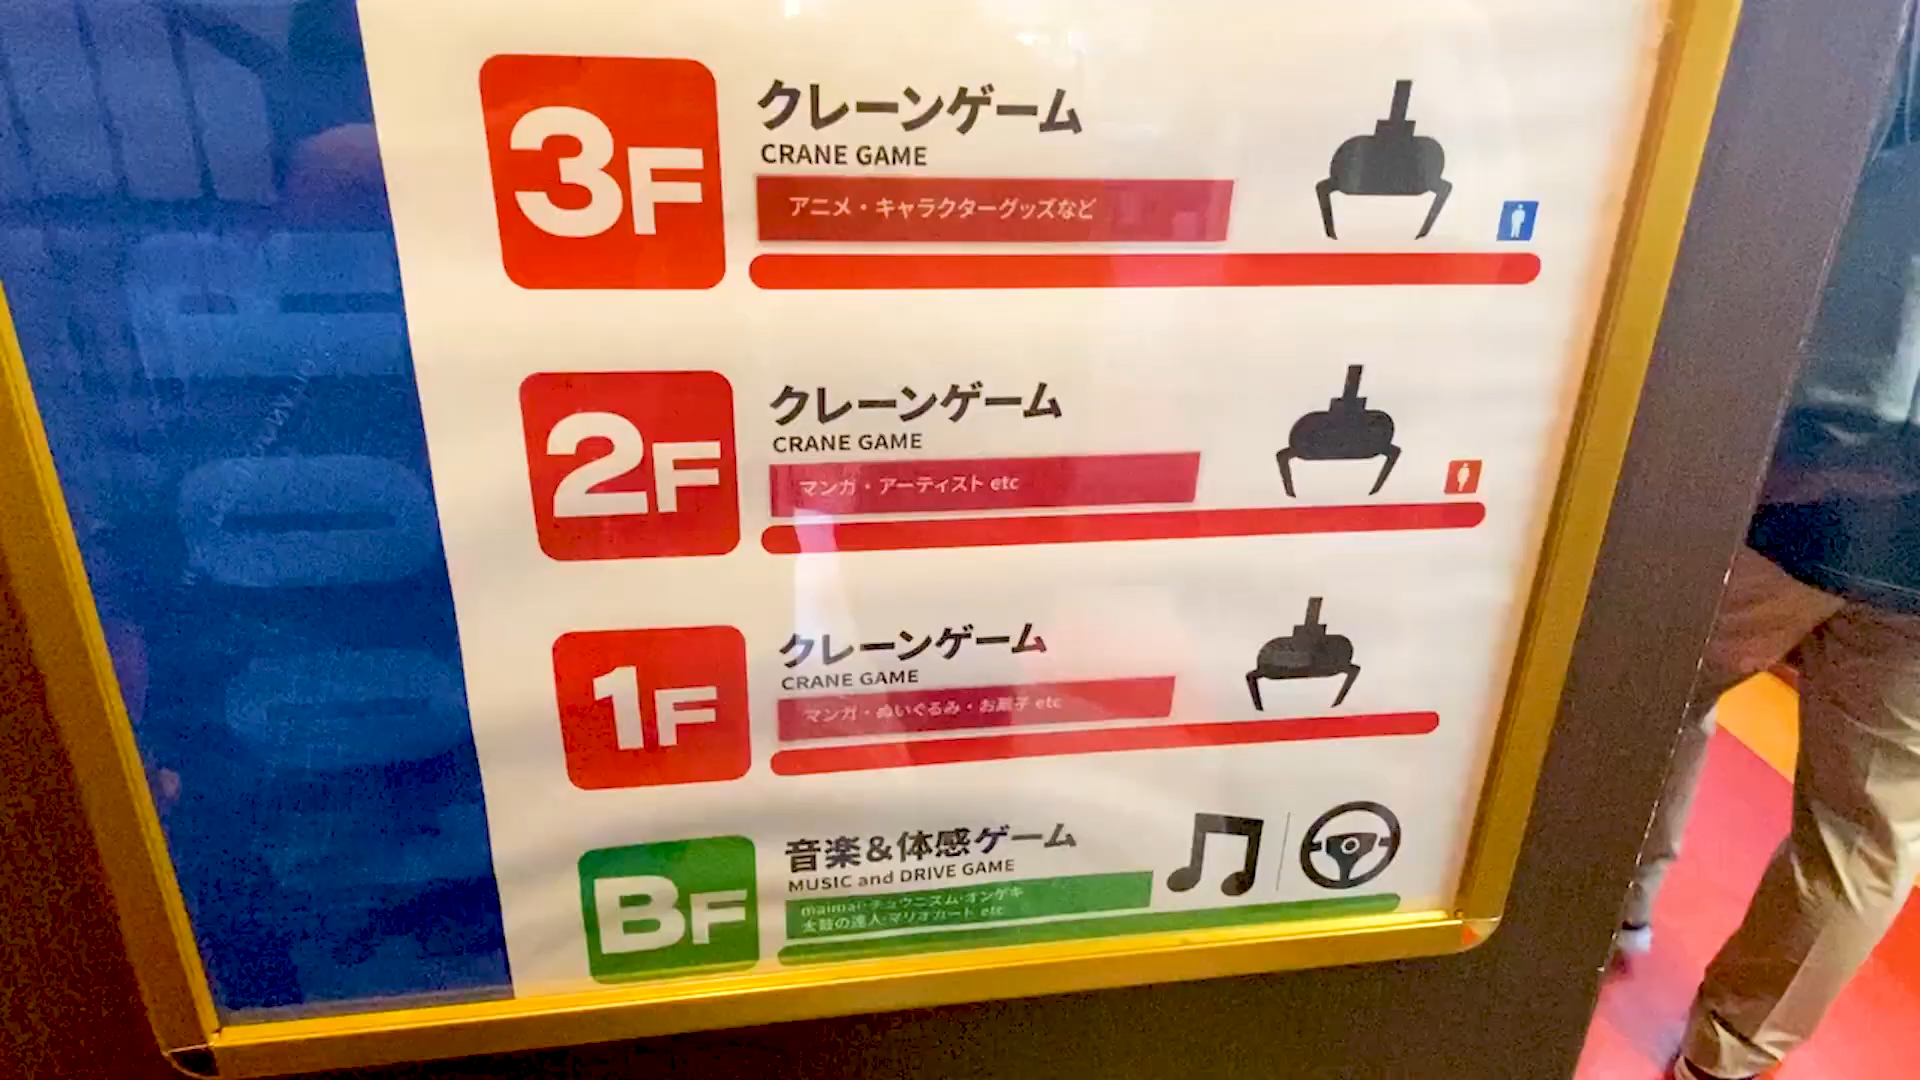 3F
クレーンゲーム
CRANE GAME
アニメ・キャラクターグッズなど
2F
クレーンゲーム
CRANE GAME
マンガ・アーティスト etc
1F
クレーンゲーム
CRANE GAME
マンガ・ぬいぐるみ・お菓子 etc
BF
音楽&体感ゲーム
MUSIC and DRIVE GAME
maimai・チュウニズム・オンゲキ
太鼓の達人・マリオカート etc